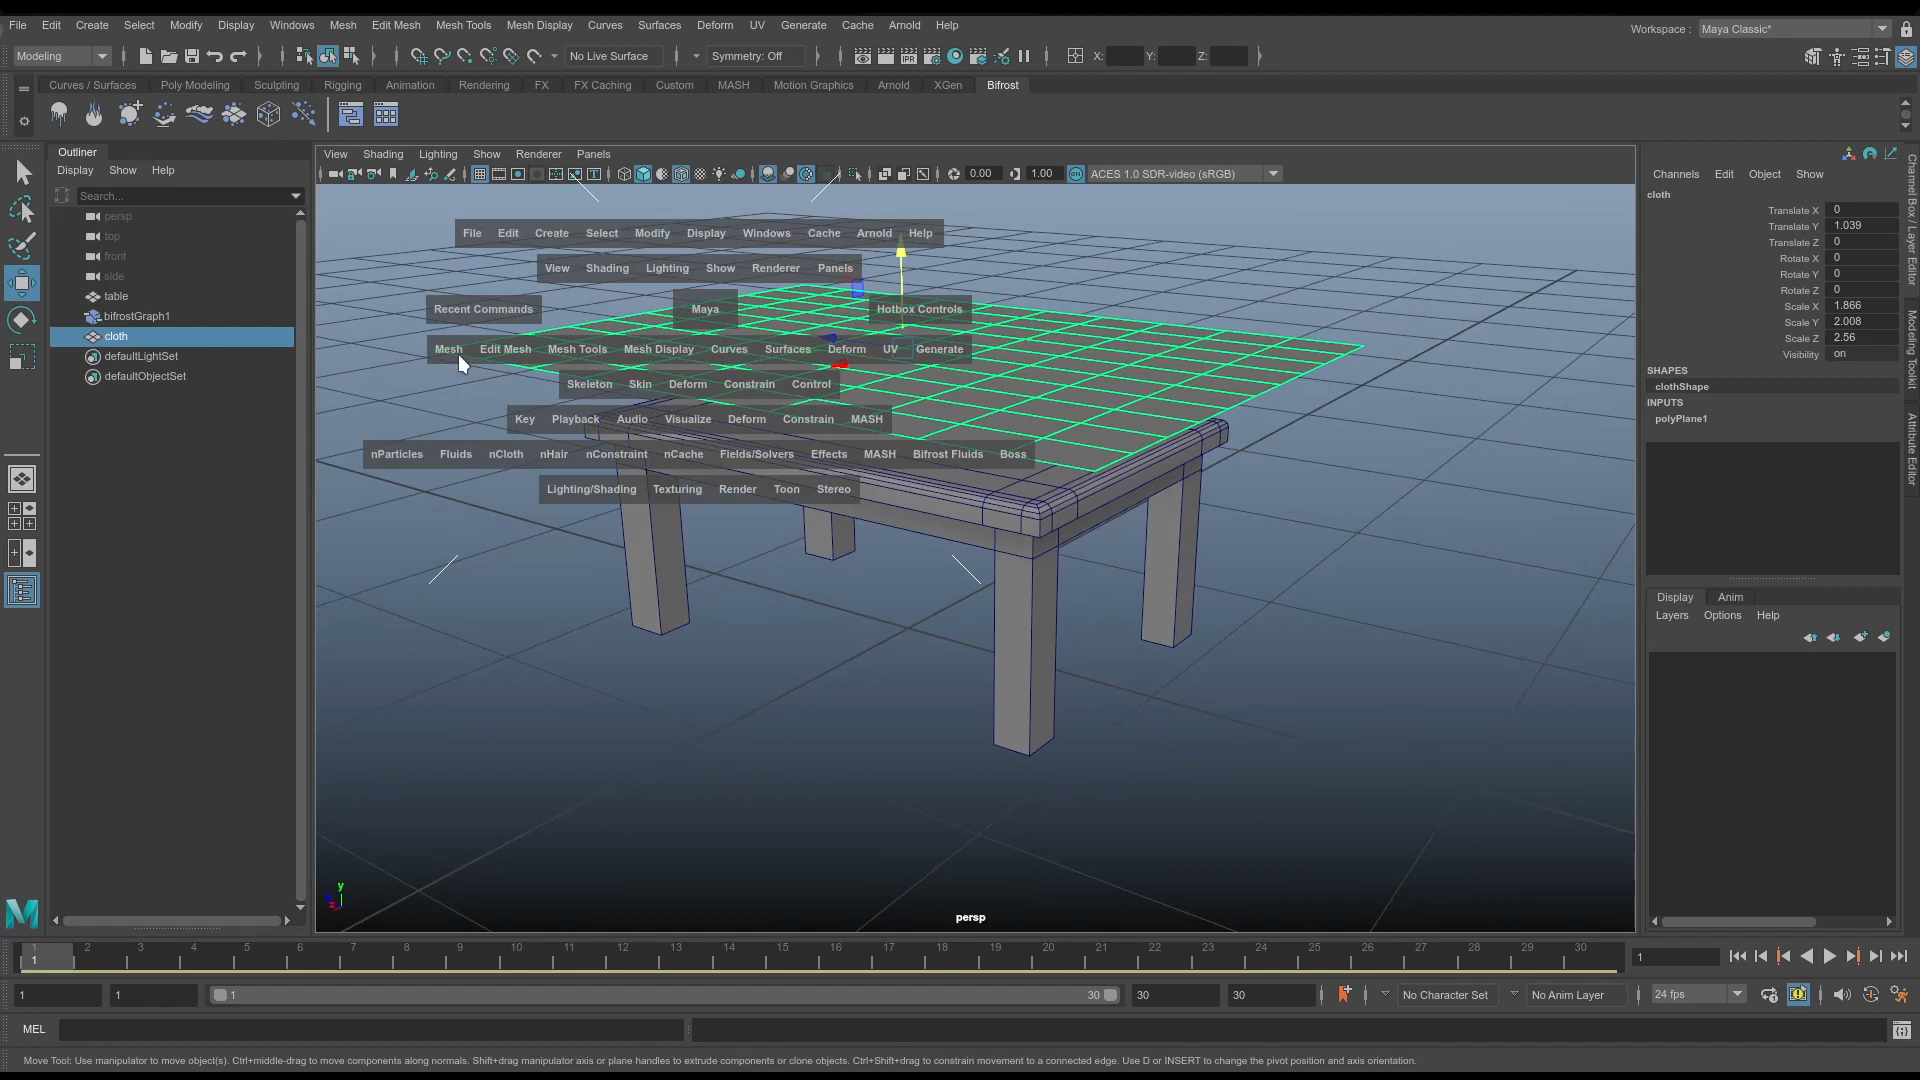 File Edit Create Select Modify Display Windows Mesh Edit Mesh Mesh Tools Mesh Display Curves Surfaces Deform UV Generate Cache Arnold Help
Workspace : Maya Classic*
Modeling No Live Surface Symmetry: Off X: Y: Z:
Curves / Surfaces Poly Modeling Sculpting Rigging Animation Rendering FX FX Caching Custom MASH Motion Graphics Arnold XGen Bifrost
Outliner
Display Show Help
Search...
persp
top
front
side
table
bifrostGraph1
cloth
defaultLightSet
defaultObjectSet
View Shading Lighting Show Renderer Panels
0.00 1.00 ON ACES 1.0 SDR-video (sRGB)
File Edit Create Select Modify Display Windows Cache Arnold Help
View Shading Lighting Show Renderer Panels
Recent Commands Maya Hotbox Controls
Mesh Edit Mesh Mesh Tools Mesh Display Curves Surfaces Deform UV Generate
Skeleton Skin Deform Constrain Control
Key Playback Audio Visualize Deform Constrain MASH
nParticles Fluids nCloth nHair nConstraint nCache Fields/Solvers Effects MASH Bifrost Fluids Boss
Lighting/Shading Texturing Render Toon Stereo
y
persp
Channels Edit Object Show
cloth
Translate X 0
Translate Y 1.039
Translate Z 0
Rotate X 0
Rotate Y 0
Rotate Z 0
Scale X 1.866
Scale Y 2.008
Scale Z 2.56
Visibility on
SHAPES
clothShape
INPUTS
polyPlane1
Display Anim
Layers Options Help
Channel Box / Layer Editor
Modeling Toolkit
Attribute Editor
1 2 3 4 5 6 7 8 9 10 11 12 13 14 15 16 17 18 19 20 21 22 23 24 25 26 27 28 29 30
1 1
1 1 1 30 30 30 No Character Set No Anim Layer 24 fps
MEL
Move Tool: Use manipulator to move object(s). Ctrl+middle-drag to move components along normals. Shift+drag manipulator axis or plane handles to extrude components or clone objects. Ctrl+Shift+drag to constrain movement to a connected edge. Use D or INSERT to change the pivot position and axis orientation.